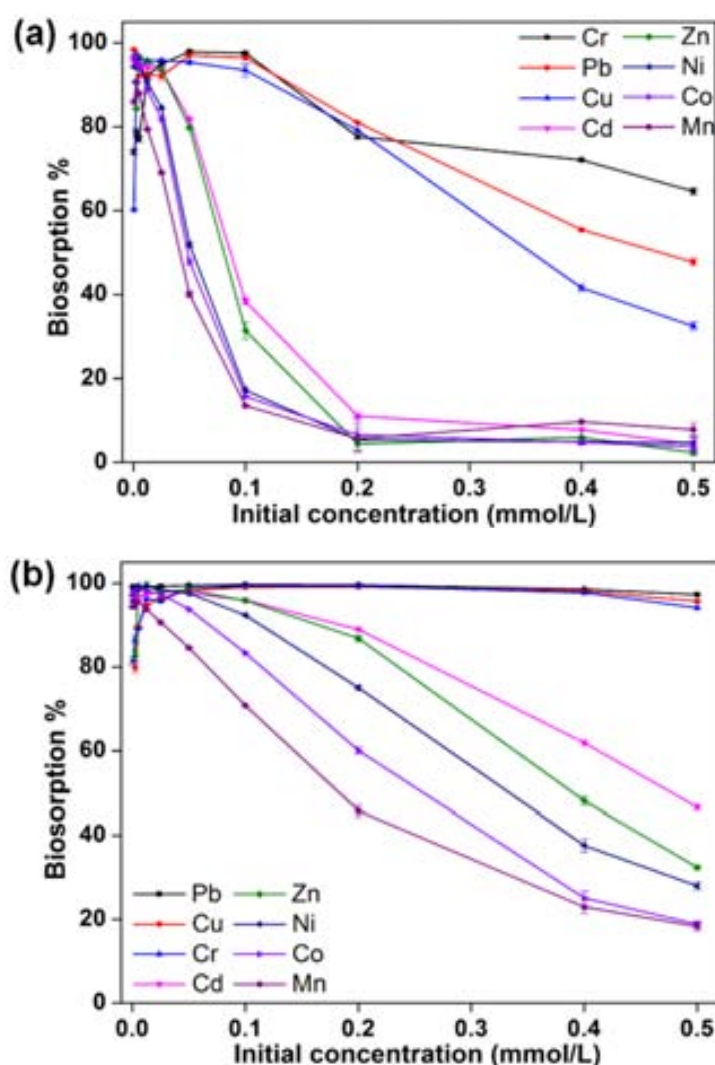 (a)
Biosorption %
100
80
60
40
20
0
Cr Zn
Pb Ni
Cu Co
Cd Mn
0.0 0.1 0.2 0.3 0.4 0.5
Initial concentration (mmol/L)
(b)
Biosorption %
100
80
60
40
20
0
Pb Zn
Cu Ni
Cr Co
Cd Mn
0.0 0.1 0.2 0.3 0.4 0.5
Initial concentration (mmol/L)